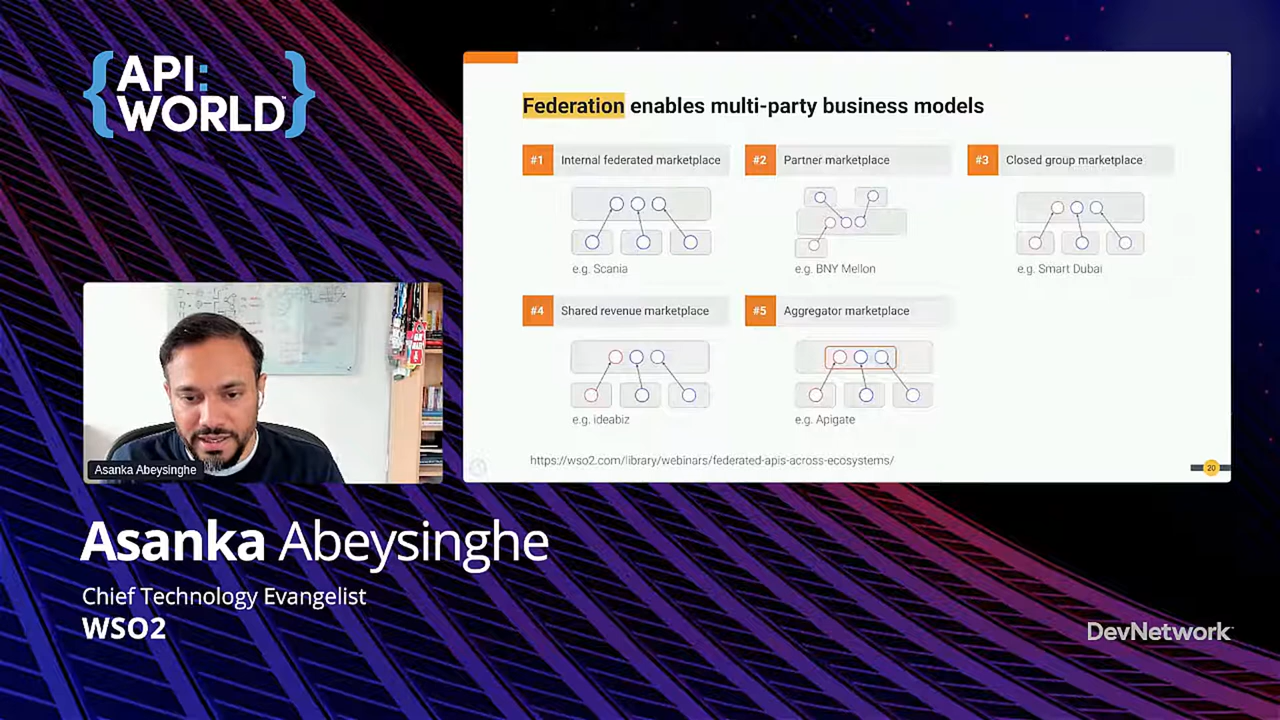 {API:
WORLD}
Federation enables multi-party business models
#1 Internal federated marketplace
#2 Partner marketplace
#3 Closed group marketplace
e.g. Scania
e.g. BNY Mellon
e.g. Smart Dubai
#4 Shared revenue marketplace
#5 Aggregator marketplace
e.g. ideabiz
e.g. Apigate
https://wso2.com/library/webinars/federated-apis-across-ecosystems/
20
Asanka Abeysinghe
Asanka Abeysinghe
Chief Technology Evangelist
WSO2
DevNetwork